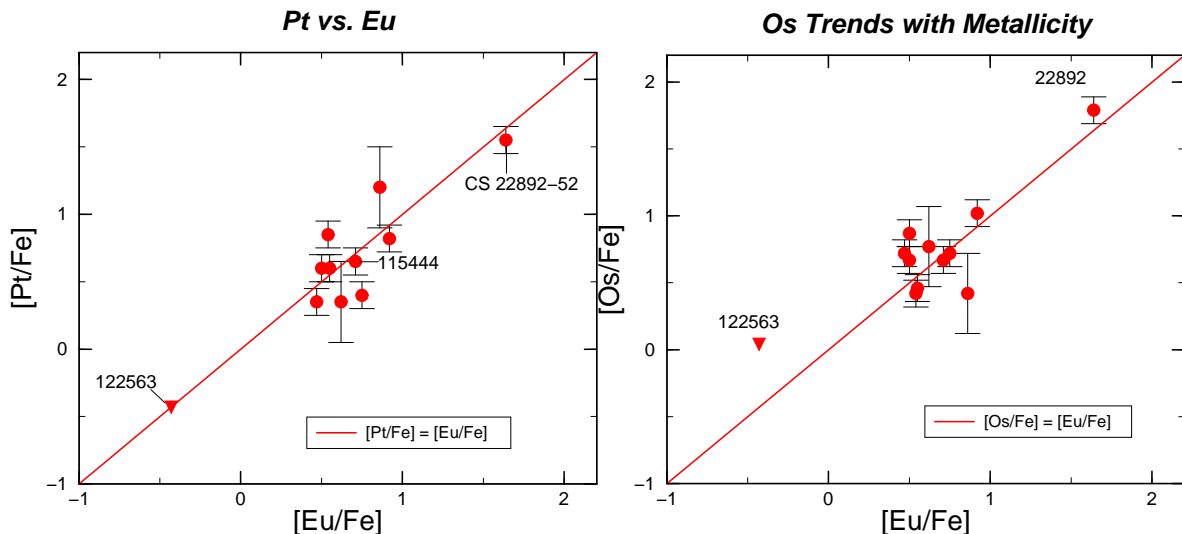 Pt vs. Eu
2
1
0
−1
−1
0
1
2
[Pt/Fe]
[Eu/Fe]
CS 22892−52
115444
122563
[Pt/Fe] = [Eu/Fe]
Os Trends with Metallicity
2
1
0
−1
−1
0
1
2
[Os/Fe]
[Eu/Fe]
22892
122563
[Os/Fe] = [Eu/Fe]